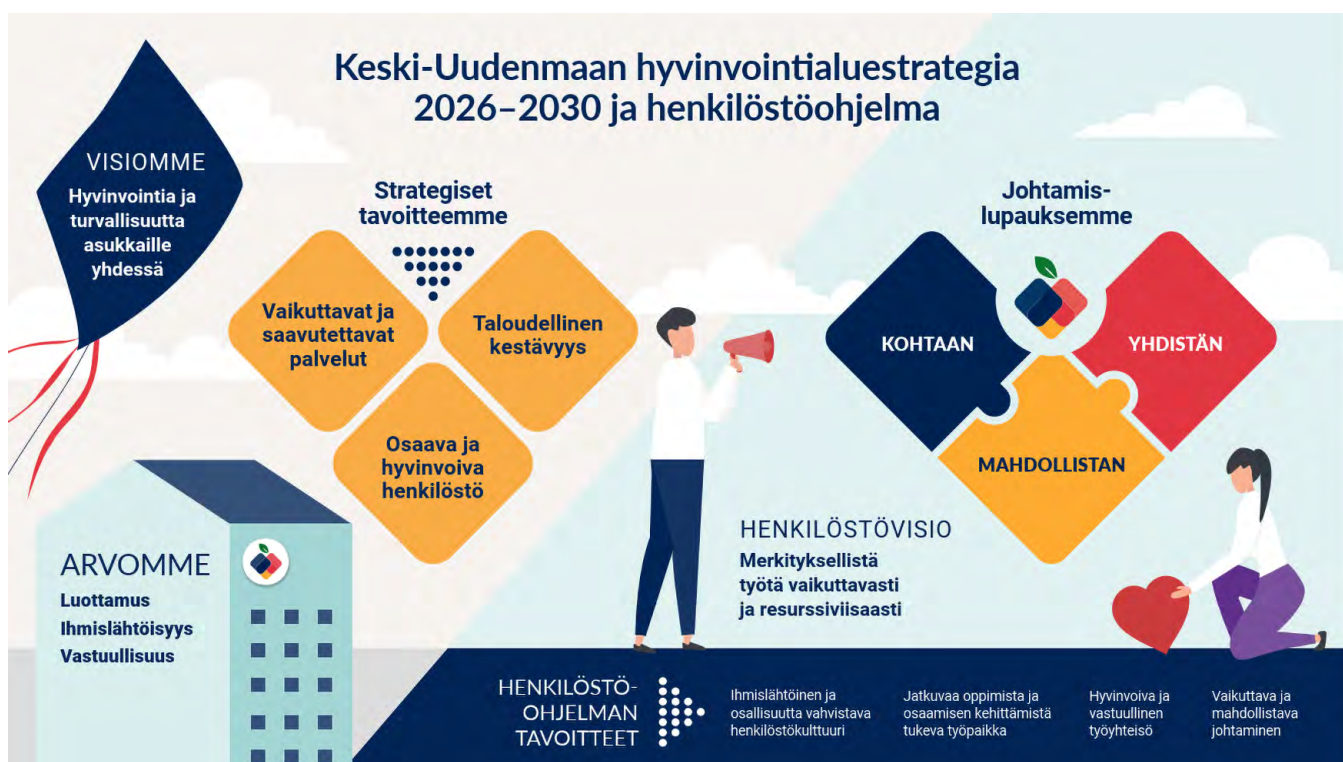 Keski-Uudenmaan hyvinvointialuestrategia
2026–2030 ja henkilöstöohjelma
VISIOMME
Hyvinvointia ja
turvallisuutta
asukkaille
yhdessä
Strategiset
tavoitteemme
Vaikuttavat ja
saavutettavat
palvelut
Taloudellinen
kestävyys
Osaava ja
hyvinvoiva
henkilöstö
Johtamis-
lupauksemme
KOHTAAN
YHDISTÄN
MAHDOLLISTAN
ARVOMME
Luottamus
Ihmislähtöisyys
Vastuullisuus
HENKILÖSTÖVISIO
Merkityksellistä
työtä vaikuttavasti
ja resurssiviisaasti
HENKILÖSTÖ-
OHJELMAN
TAVOITTEET
Ihmislähtöinen ja
osallisuutta vahvistava
henkilöstökulttuuri
Jatkuvaa oppimista ja
osaamisen kehittämistä
tukeva työpaikka
Hyvinvoiva ja
vastuullinen
työyhteisö
Vaikuttava ja
mahdollistava
johtaminen